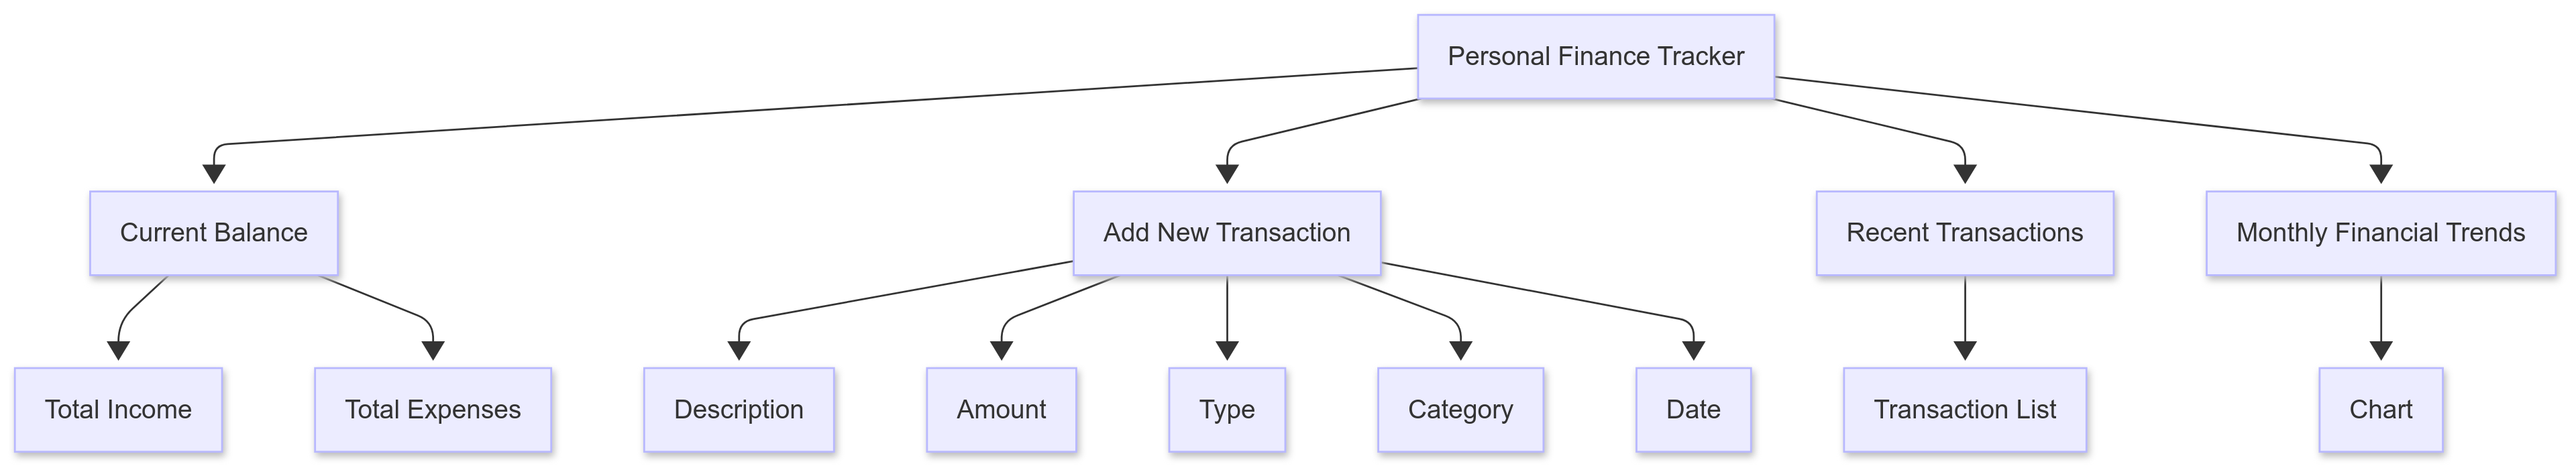 Personal Finance Tracker
Current Balance
Add New Transaction
Recent Transactions
Monthly Financial Trends
Total Income
Total Expenses
Description
Amount
Type
Category
Date
Transaction List
Chart